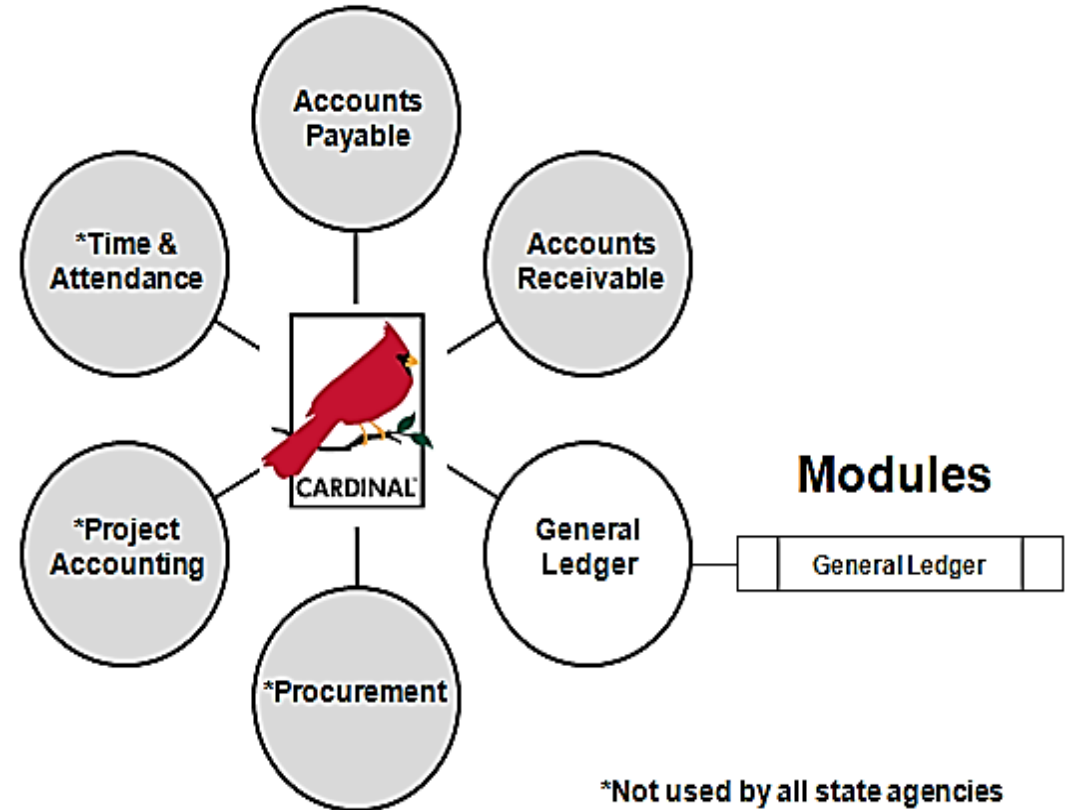 Accounts
Payable
*Time &
Attendance
Accounts
Receivable
CARDINAL
*Project
Accounting
General
Ledger
Modules
General Ledger
*Procurement
*Not used by all state agencies